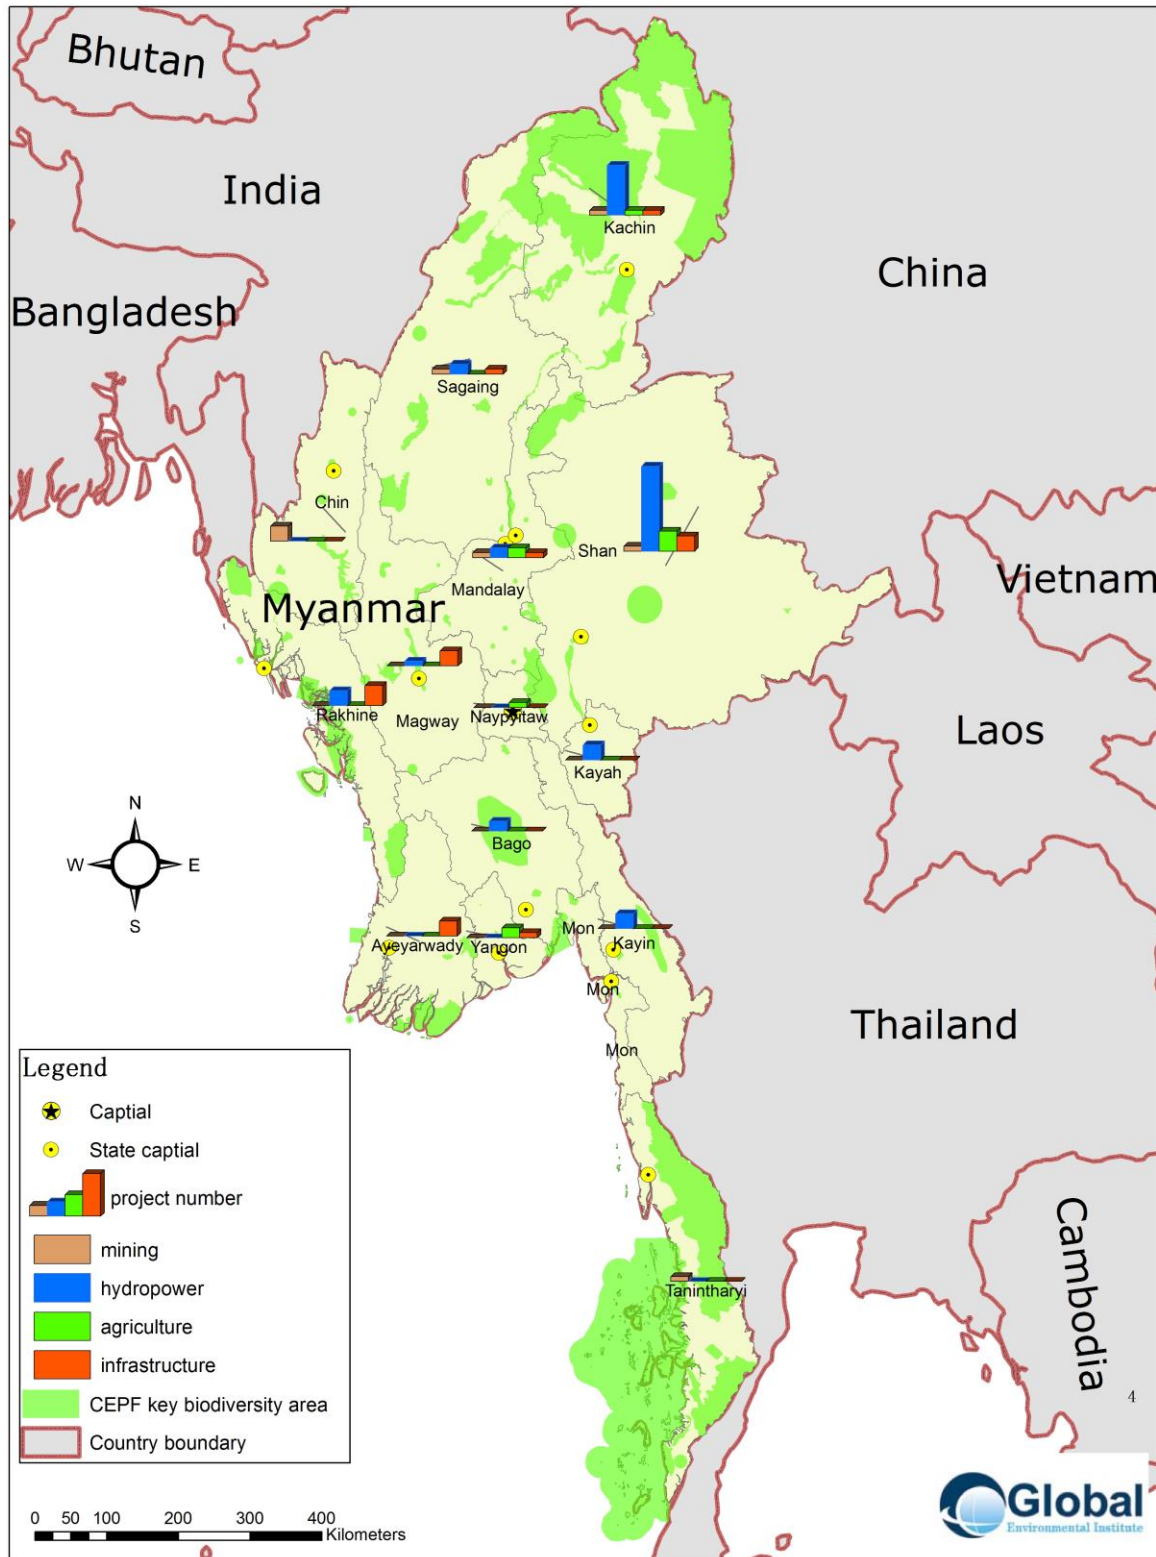 Bhutan
India
China
Bangladesh
Kachin
Sagaing
Chin
Shan
Mandalay
Vietnam
Myanmar
Rakhine
Magway
Naypyitaw
Laos
Kayah
N
W
E
S
Bago
Ayeyarwady
Yangon
Mon
Kayin
Mon
Mon
Thailand
Tanintharyi
Cambodia
4
Legend
Captial
State captial
project number
mining
hydropower
agriculture
infrastructure
CEPF key biodiversity area
Country boundary
0 50 100 200 300 400
Kilometers
Global
Environmental Institute